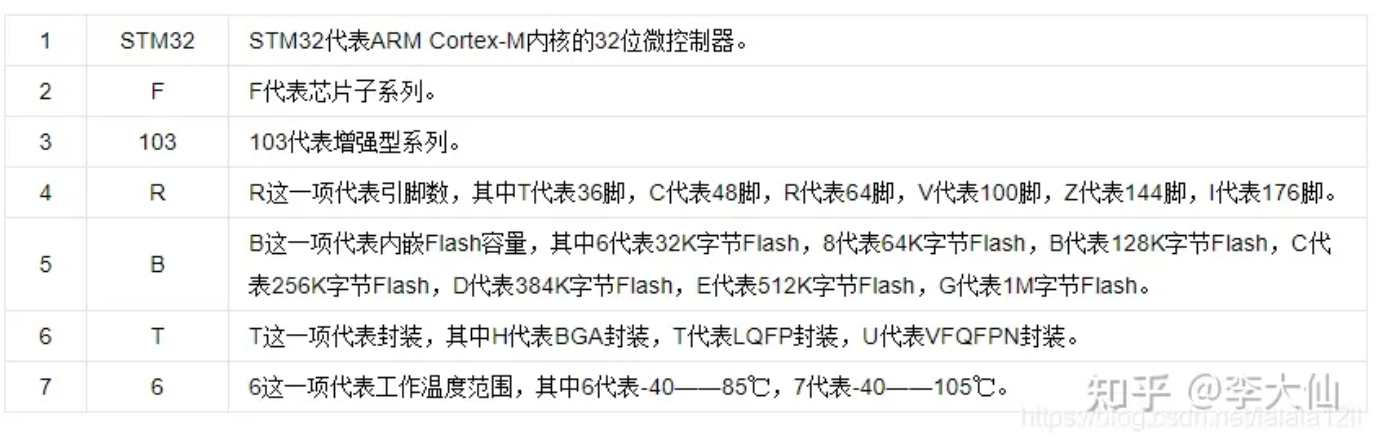 1 STM32 STM32代表ARM Cortex-M内核的32位微控制器。
2 F F代表芯片子系列。
3 103 103代表增强型系列。
4 R R这一项代表引脚数，其中T代表36脚，C代表48脚，R代表64脚，V代表100脚，Z代表144脚，I代表176脚。
5 B B这一项代表内嵌Flash容量，其中6代表32K字节Flash，8代表64K字节Flash，B代表128K字节Flash，C代
表256K字节Flash，D代表384K字节Flash，E代表512K字节Flash，G代表1M字节Flash。
6 T T这一项代表封装，其中H代表BGA封装，T代表LQFP封装，U代表VFQFPN封装。
7 6 6这一项代表工作温度范围，其中6代表-40——85℃，7代表-40——105℃。
知乎 @李大仙